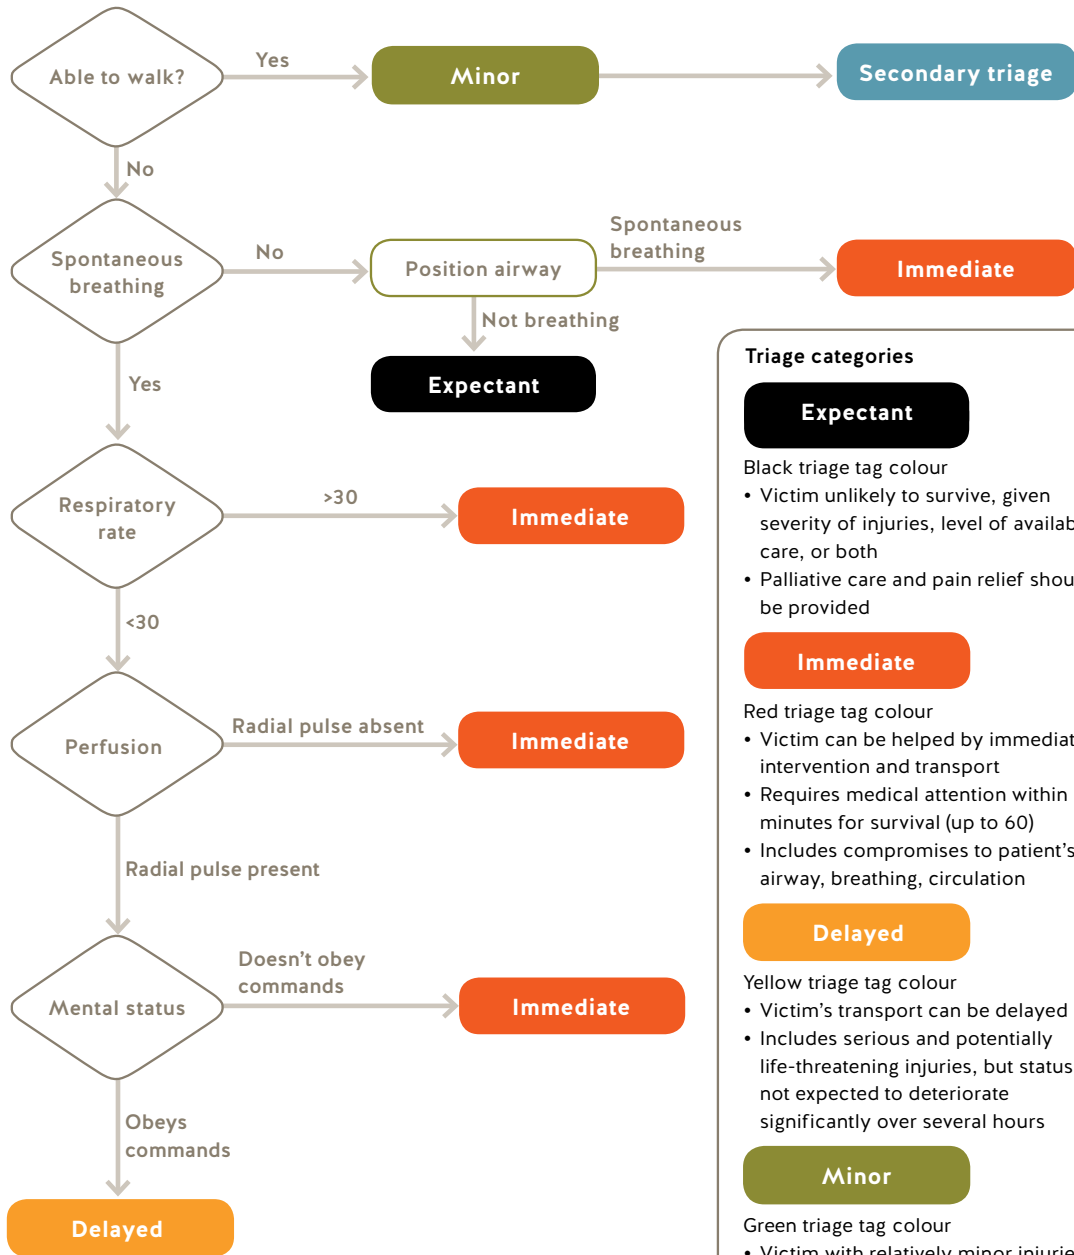 Able to walk?
Yes
Minor
Secondary triage
No
Spontaneous
breathing
No
Position airway
Spontaneous
breathing
Immediate
Not breathing
Expectant
Yes
Respiratory
rate
>30
Immediate
<30
Perfusion
Radial pulse absent
Immediate
Radial pulse present
Mental status
Doesn't obey
commands
Immediate
Obeys
commands
Delayed
Triage categories
Expectant
Black triage tag colour
• Victim unlikely to survive, given
severity of injuries, level of
care, or both
• Palliative care and pain relief
be provided
Immediate
Red triage tag colour
• Victim can be helped by
intervention and transport
• Requires medical attention within
minutes for survival (up to 60)
• Includes compromises to patient's
airway, breathing, circulation
Delayed
Yellow triage tag colour
• Victim's transport can be delayed
• Includes serious and potentially
life-threatening injuries, but status
not expected to deteriorate
significantly over several hours
Minor
Green triage tag colour
• Victim with relatively minor